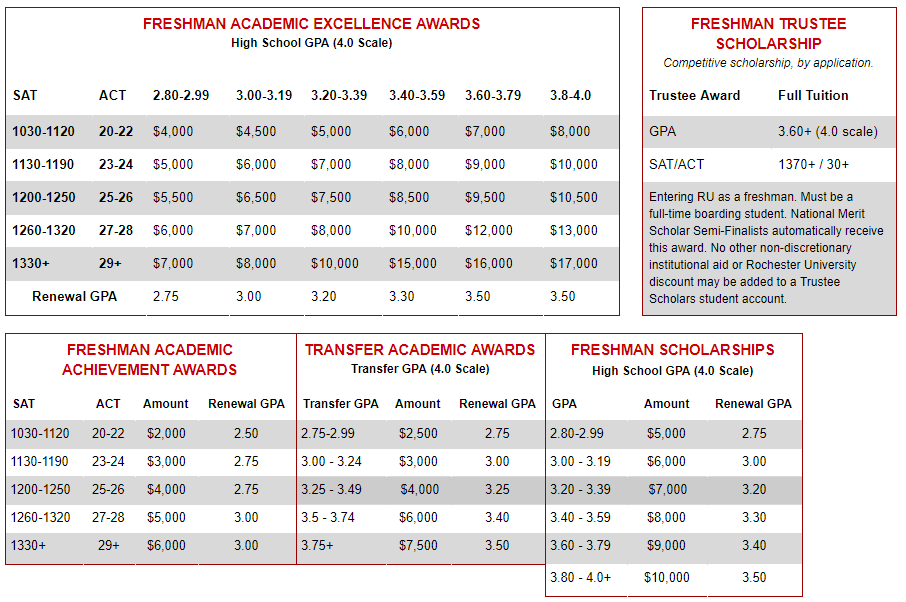 FRESHMAN ACADEMIC EXCELLENCE AWARDS
High School GPA (4.0 Scale)
SAT ACT 2.80-2.99 3.00-3.19 3.20-3.39 3.40-3.59 3.60-3.79 3.8-4.0
1030-1120 20-22 $4,000 $4,500 $5,000 $6,000 $7,000 $8,000
1130-1190 23-24 $5,000 $6,000 $7,000 $8,000 $9,000 $10,000
1200-1250 25-26 $5,500 $6,500 $7,500 $8,500 $9,500 $10,500
1260-1320 27-28 $6,000 $7,000 $8,000 $10,000 $12,000 $13,000
1330+ 29+ $7,000 $8,000 $10,000 $15,000 $16,000 $17,000
Renewal GPA 2.75 3.00 3.20 3.30 3.50 3.50
FRESHMAN TRUSTEE
SCHOLARSHIP
Competitive scholarship, by application.
Trustee Award Full Tuition
GPA 3.60+ (4.0 scale)
SAT/ACT 1370+ / 30+
Entering RU as a freshman. Must be a
full-time boarding student. National Merit
Scholar Semi-Finalists automatically receive
this award. No other non-discretionary
institutional aid or Rochester University
discount may be added to a Trustee
Scholars student account.
FRESHMAN ACADEMIC
ACHIEVEMENT AWARDS
SAT ACT Amount Renewal GPA
1030-1120 20-22 $2,000 2.50
1130-1190 23-24 $3,000 2.75
1200-1250 25-26 $4,000 2.75
1260-1320 27-28 $5,000 3.00
1330+ 29+ $6,000 3.00
TRANSFER ACADEMIC AWARDS
Transfer GPA (4.0 Scale)
Transfer GPA Amount Renewal GPA
2.75-2.99 $2,500 2.75
3.00 - 3.24 $3,000 3.00
3.25 - 3.49 $4,000 3.25
3.5 - 3.74 $6,000 3.40
3.75+ $7,500 3.50
FRESHMAN SCHOLARSHIPS
High School GPA (4.0 Scale)
GPA Amount Renewal GPA
2.80-2.99 $5,000 2.75
3.00 - 3.19 $6,000 3.00
3.20 - 3.39 $7,000 3.20
3.40 - 3.59 $8,000 3.30
3.60 - 3.79 $9,000 3.40
3.80 - 4.0+ $10,000 3.50